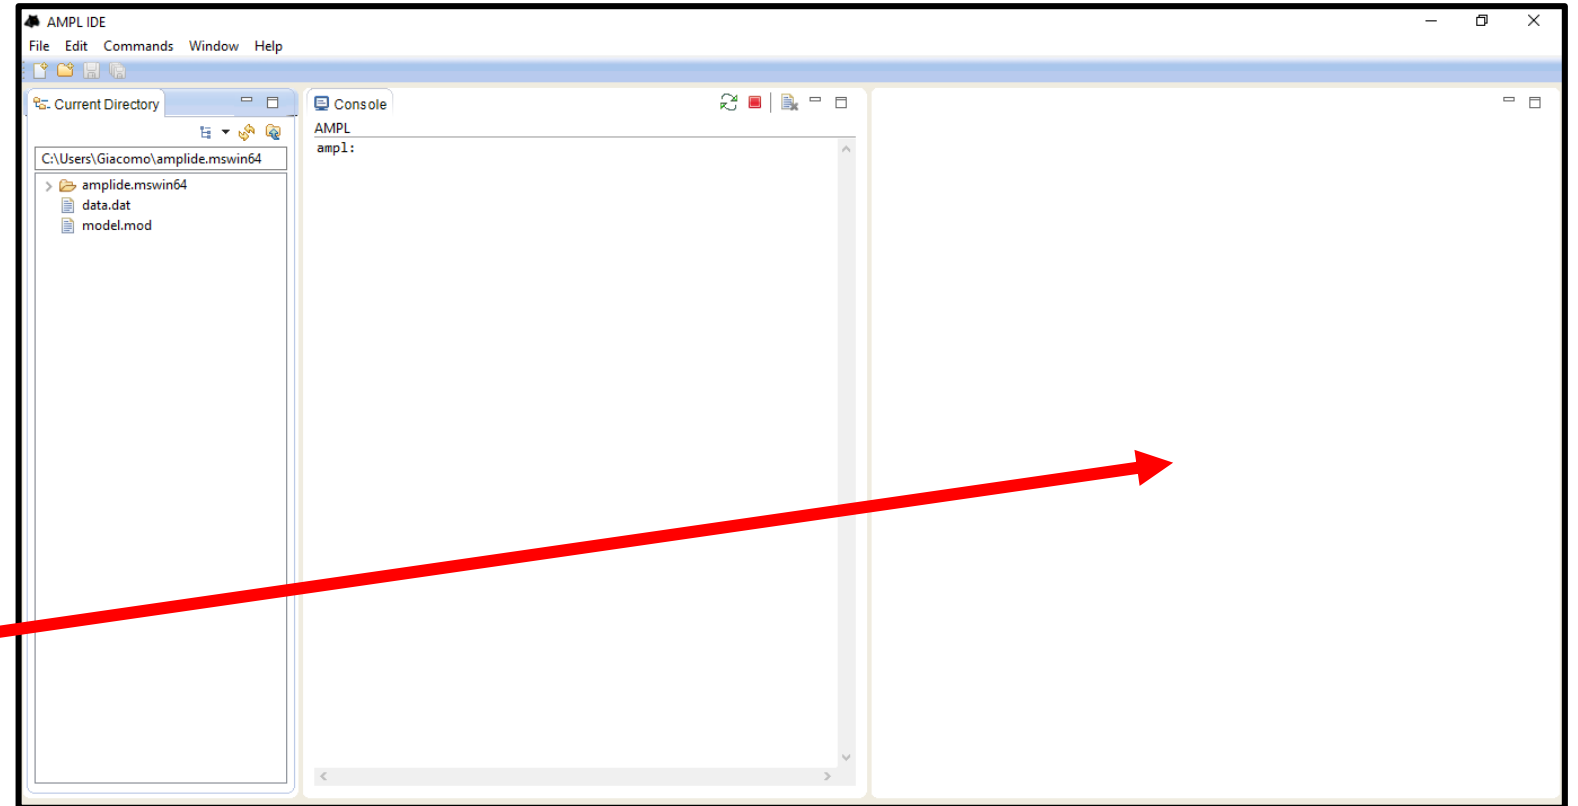 AMPL IDE
File Edit Commands Window Help
Current Directory
C:\Users\Giacomo\amplide.mswin64
amplide.mswin64
data.dat
model.mod
Console
AMPL
ampl: